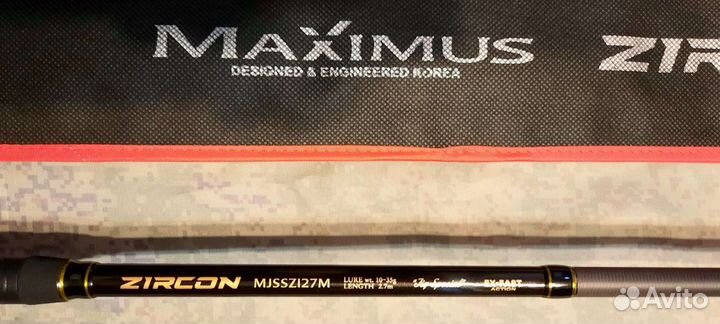 MAXIMUS ZIRC
DESIGNED & ENGINEERED KOREA
ZIRCON MJSSZI27M LURE wt. 10-35g Jig Special EX-FAST
LENGTH 2.7m ACTION
Avito